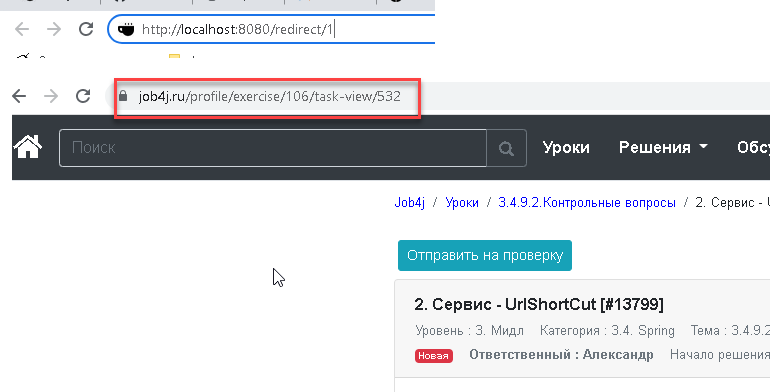 http://localhost:8080/redirect/1
job4j.ru/profile/exercise/106/task-view/532
Поиск Уроки Решения Обсу
Job4j / Уроки / 3.4.9.2.Контрольные вопросы / 2. Сервис - U
Отправить на проверку
2. Сервис - UrlShortCut [#13799]
Уровень : 3. Мидл Категория : 3.4. Spring Тема : 3.4.9.2
Новая Ответственный : Александр Начало решения